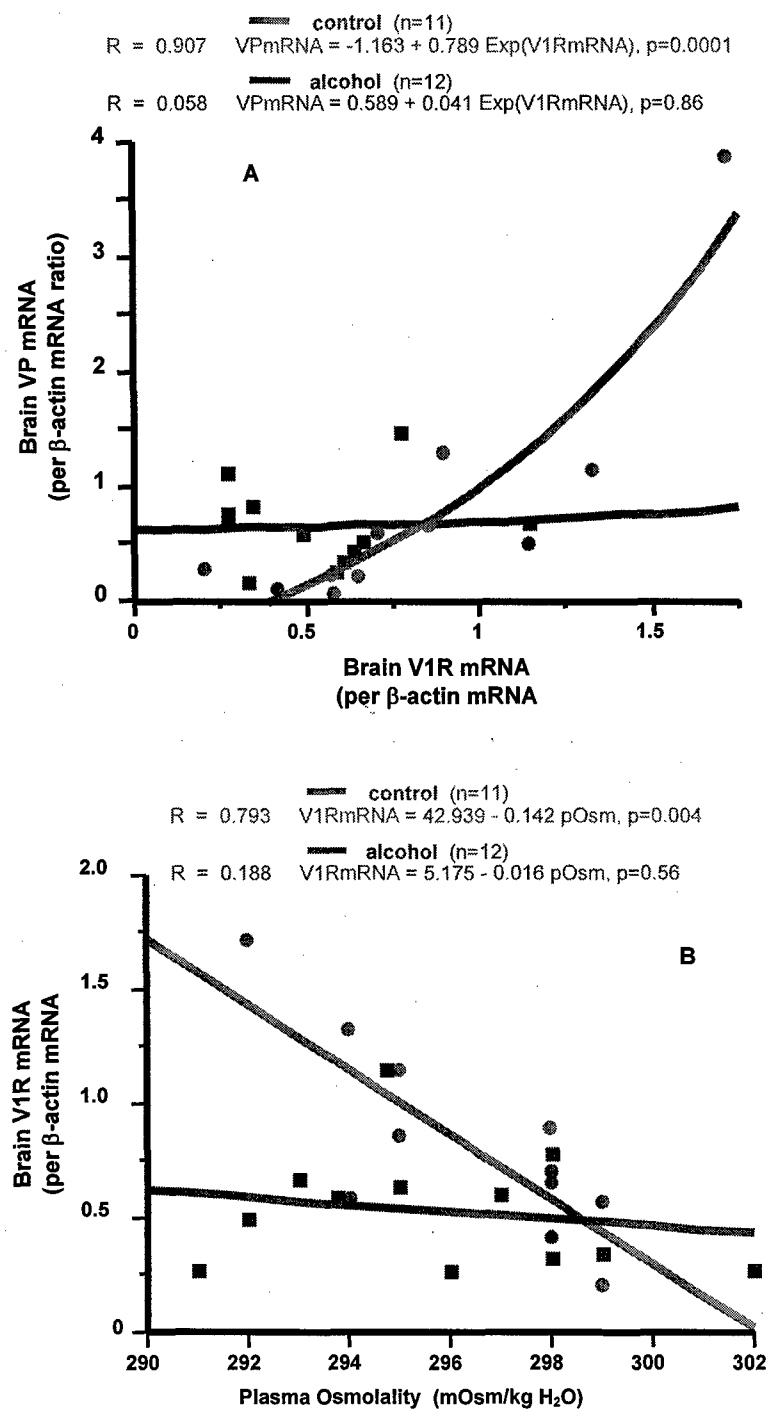 control (n=11)
R = 0.907 VPmRNA = -1.163 + 0.789 Exp(V1RmRNA), p=0.0001
alcohol (n=12)
R = 0.058 VPmRNA = 0.589 + 0.041 Exp(V1RmRNA), p=0.86
A
4
3
2
1
0
Brain VP mRNA
(per β-actin mRNA ratio)
0 0.5 1 1.5
Brain V1R mRNA
(per β-actin mRNA
control (n=11)
R = 0.793 V1RmRNA = 42.939 - 0.142 pOsm, p=0.004
alcohol (n=12)
R = 0.188 V1RmRNA = 5.175 - 0.016 pOsm, p=0.56
B
2.0
1.5
1.0
0.5
0
Brain V1R mRNA
(per β-actin mRNA)
290 292 294 296 298 300 302
Plasma Osmolality (mOsm/kg H₂O)